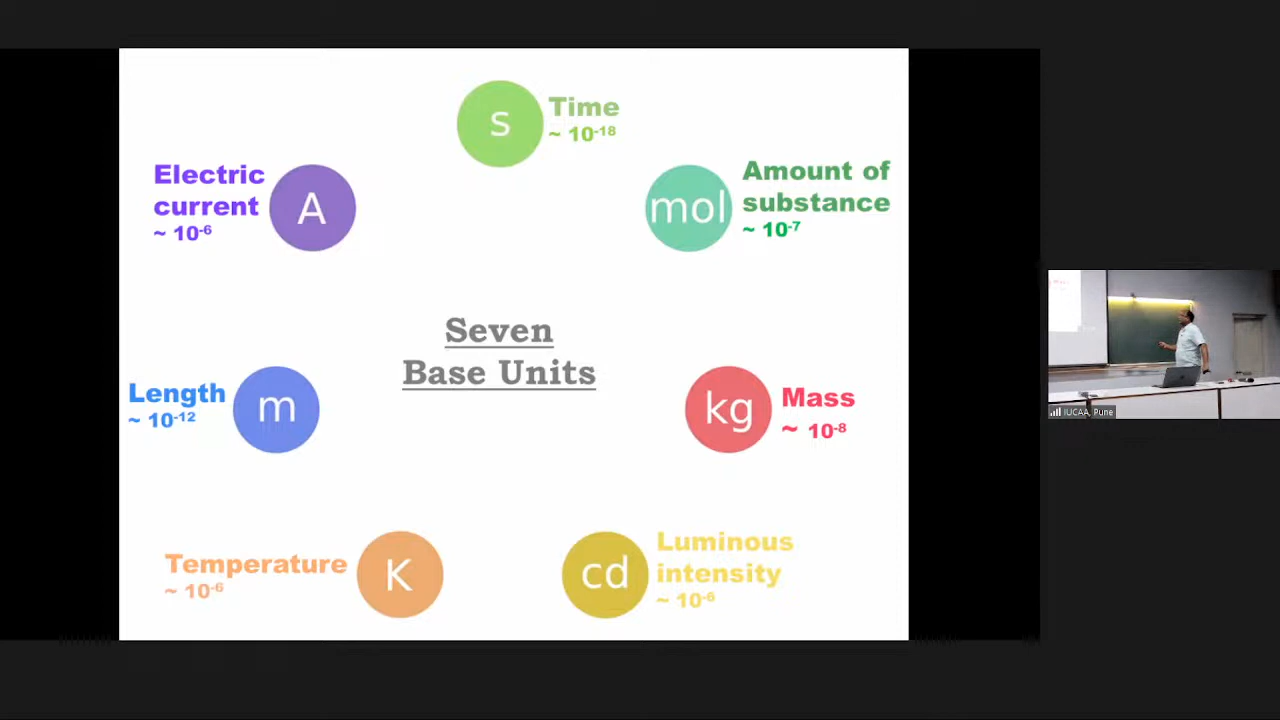 s
Time
~ 10⁻¹⁸
Electric
current
~ 10⁻⁶
A
mol
Amount of
substance
~ 10⁻⁷
Seven
Base Units
Length
~ 10⁻¹²
m
kg
Mass
~ 10⁻⁸
Temperature
~ 10⁻⁶
K
cd
Luminous
intensity
~ 10⁻⁶
IUCAA, Pune